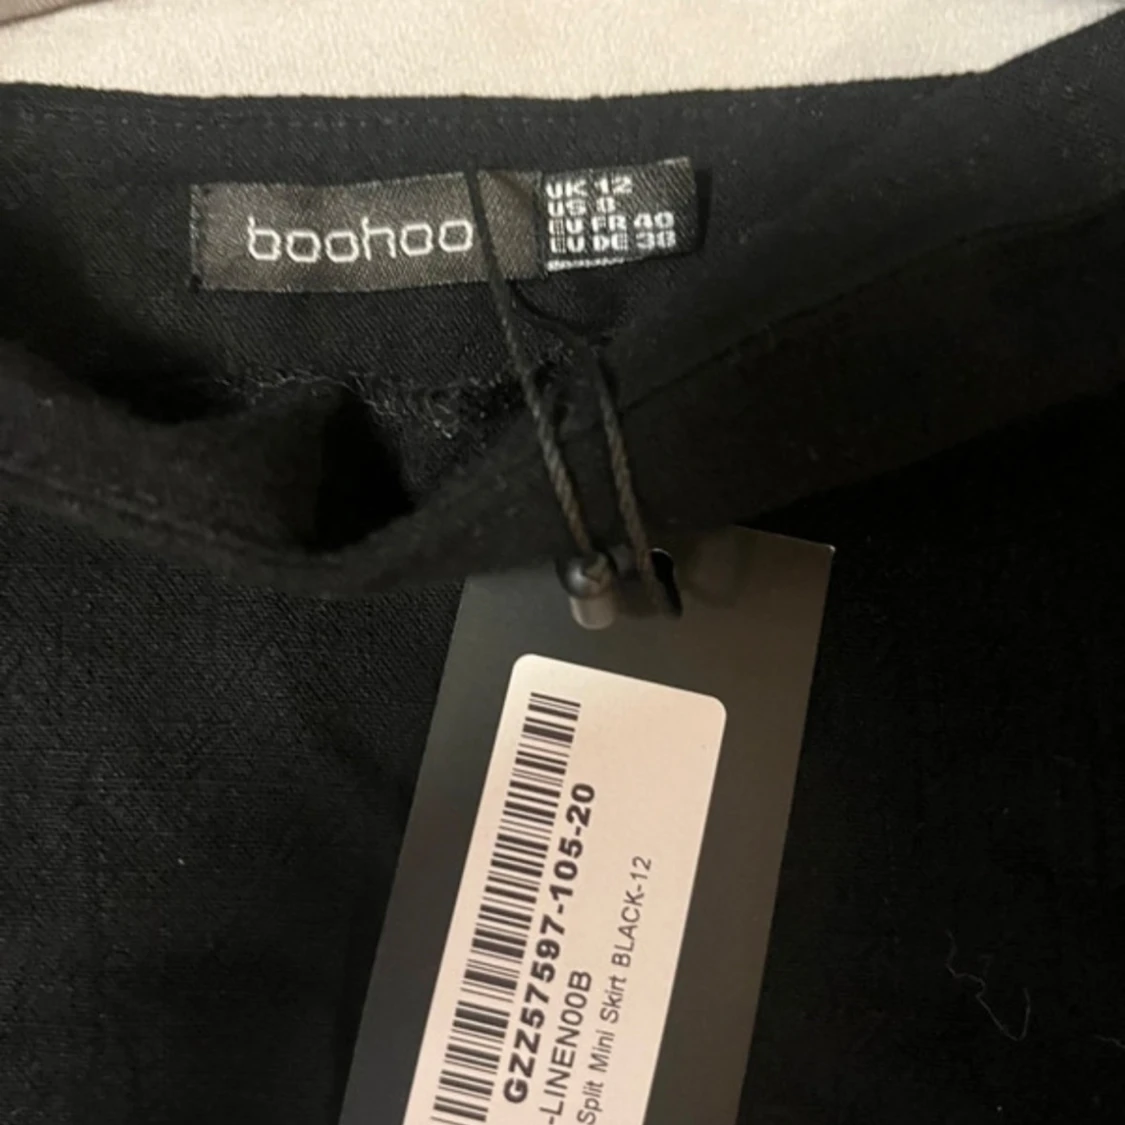 boohoo
UK 12
US 8
EU FR 40
EU DE 38
GZZ57597-105-20
-LINEN00B
Split Mini Skirt BLACK-12